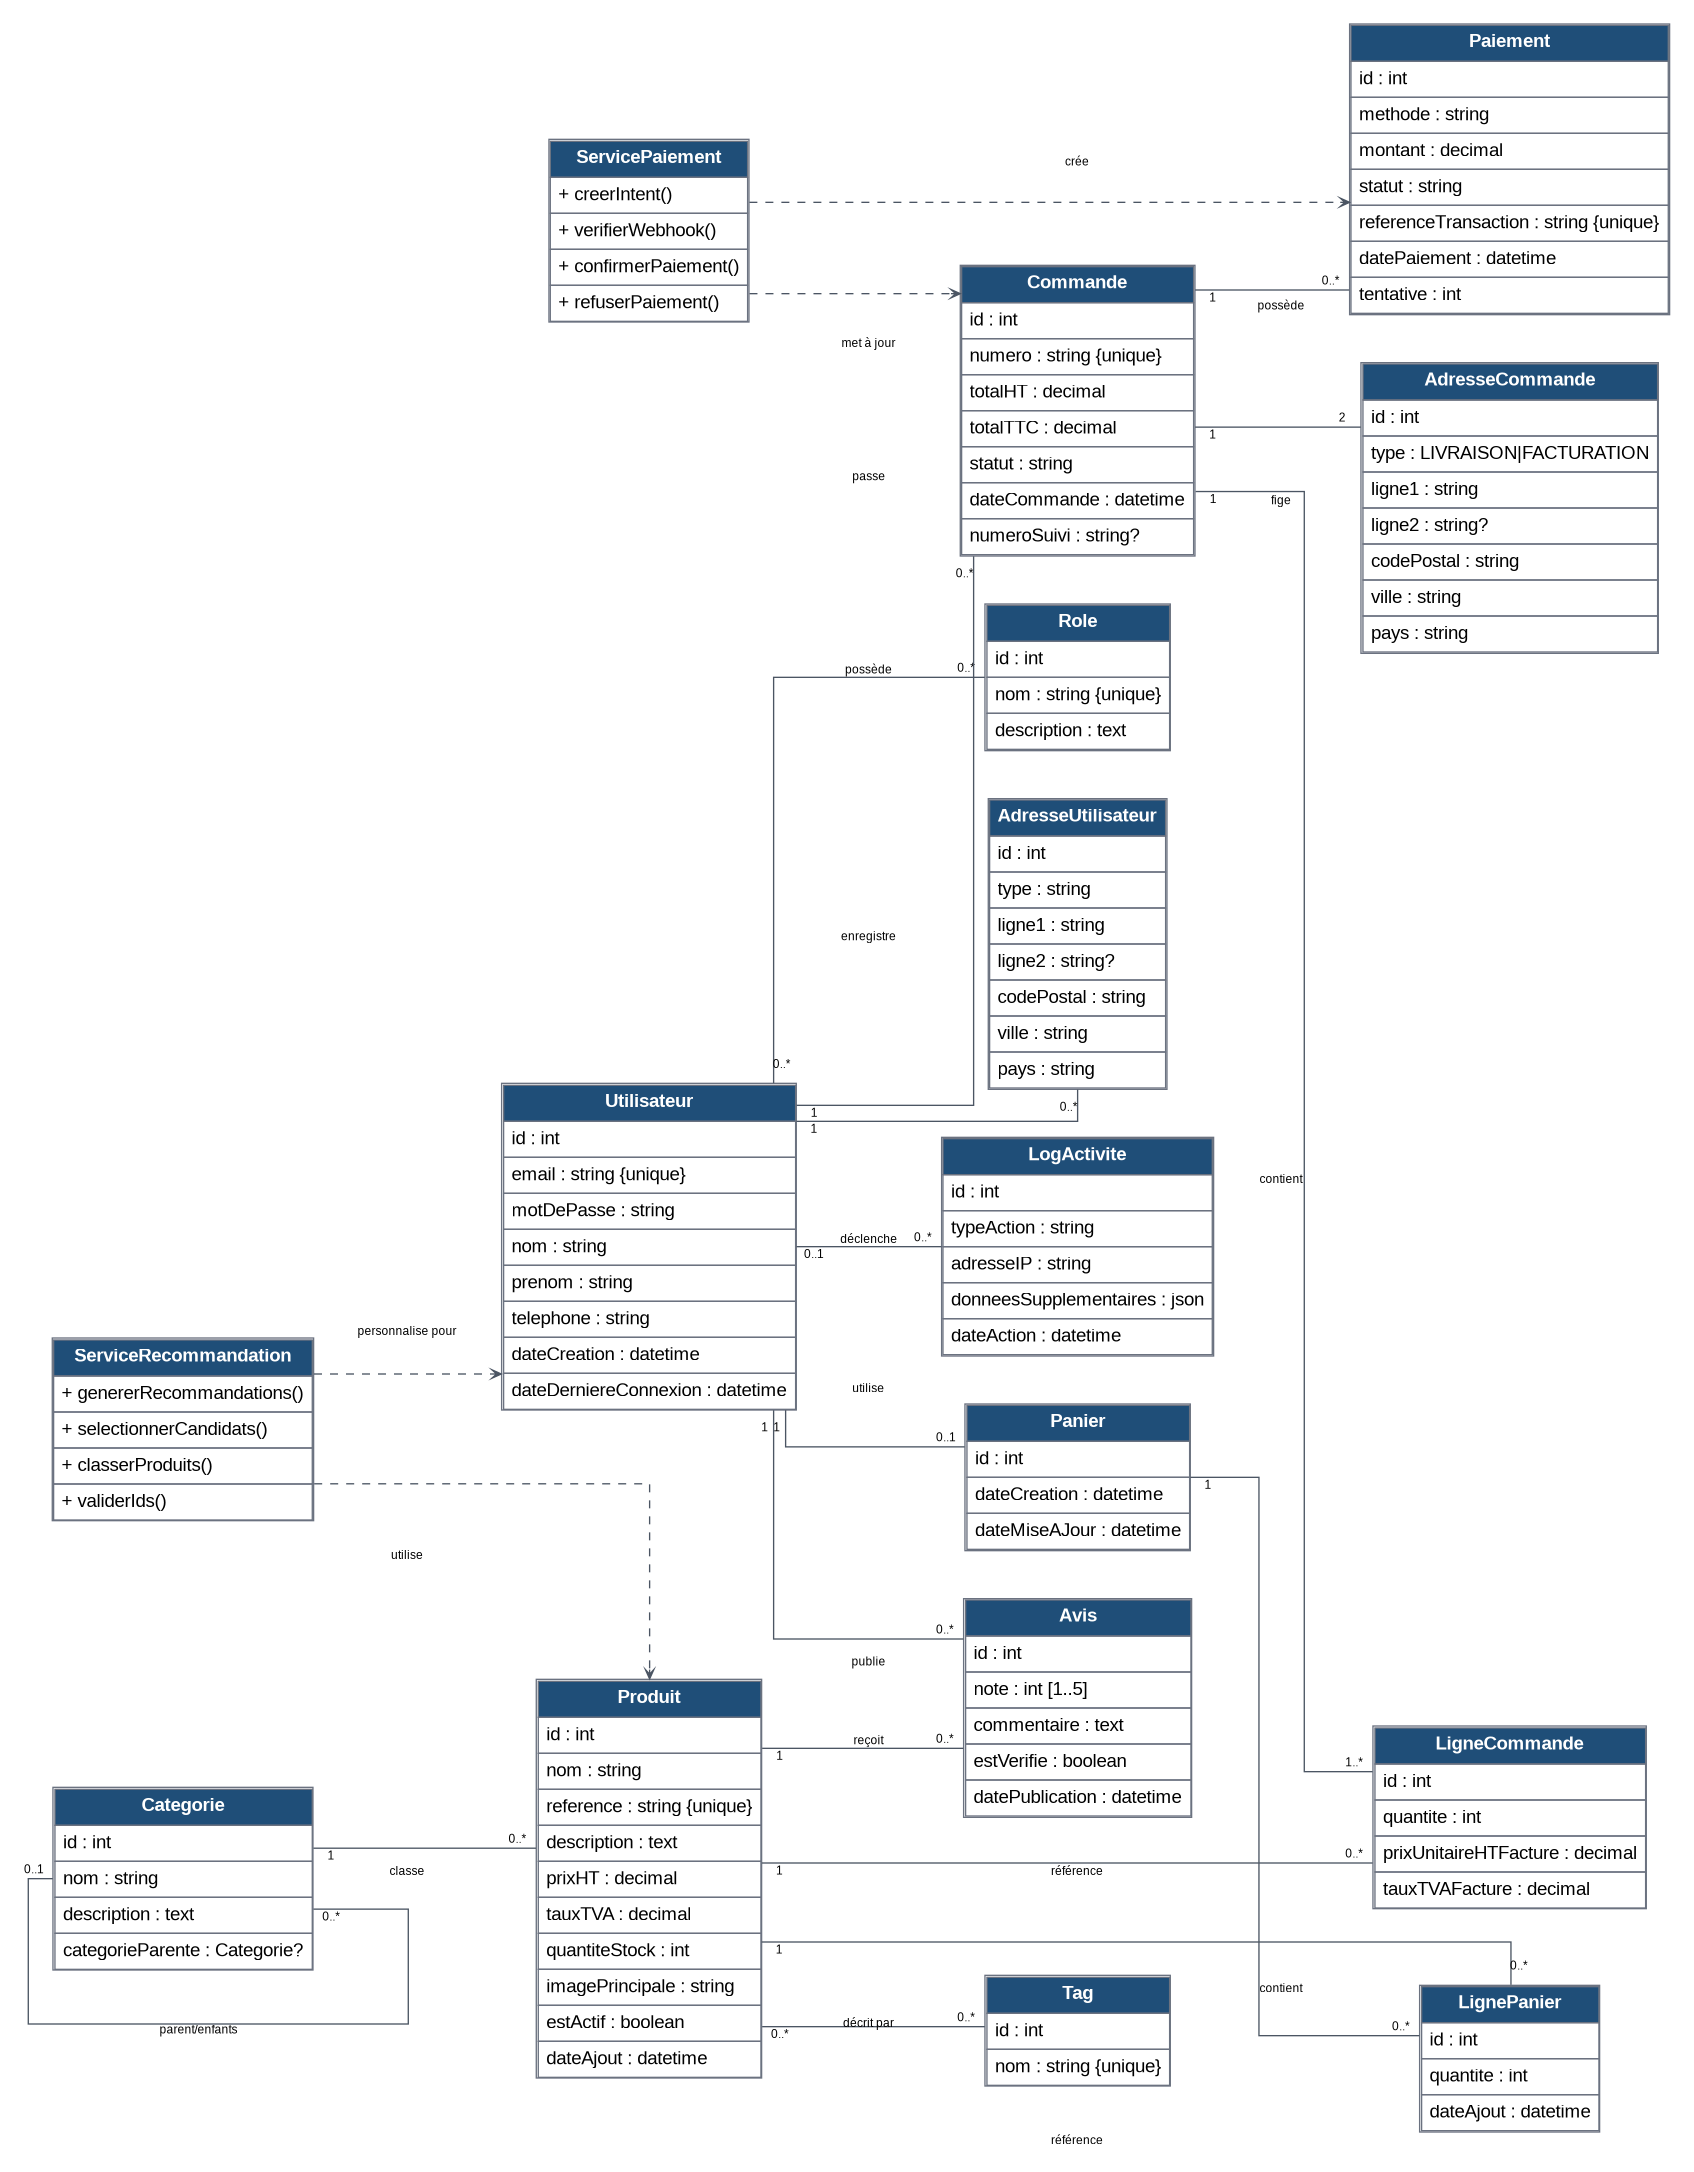 Paiement
id : int
methode : string
montant : decimal
statut : string
referenceTransaction : string {unique}
datePaiement : datetime
tentative : int
ServicePaiement
+ creerIntent()
+ verifierWebhook()
+ confirmerPaiement()
+ refuserPaiement()
crée
met à jour
Commande
id : int
numero : string {unique}
totalHT : decimal
totalTTC : decimal
statut : string
dateCommande : datetime
numeroSuivi : string?
1
possède
0..*
1
2
1
fige
AdresseCommande
id : int
type : LIVRAISON|FACTURATION
ligne1 : string
ligne2 : string?
codePostal : string
ville : string
pays : string
passe
0..*
Role
id : int
nom : string {unique}
description : text
possède
0..*
0..*
AdresseUtilisateur
id : int
type : string
ligne1 : string
ligne2 : string?
codePostal : string
ville : string
pays : string
enregistre
0..*
1
1
Utilisateur
id : int
email : string {unique}
motDePasse : string
nom : string
prenom : string
telephone : string
dateCreation : datetime
dateDerniereConnexion : datetime
LogActivite
id : int
typeAction : string
adresseIP : string
donneesSupplementaires : json
dateAction : datetime
0..1
déclenche
0..*
contient
ServiceRecommandation
+ genererRecommandations()
+ selectionnerCandidats()
+ classerProduits()
+ validerIds()
personnalise pour
utilise
utilise
1
1
0..1
Panier
id : int
dateCreation : datetime
dateMiseAJour : datetime
1
Avis
id : int
note : int [1..5]
commentaire : text
estVerifie : boolean
datePublication : datetime
0..*
publie
Produit
id : int
nom : string
reference : string {unique}
description : text
prixHT : decimal
tauxTVA : decimal
quantiteStock : int
imagePrincipale : string
estActif : boolean
dateAjout : datetime
1
reçoit
0..*
LigneCommande
id : int
quantite : int
prixUnitaireHTFacture : decimal
tauxTVAFacture : decimal
1..*
1
référence
0..*
Categorie
id : int
nom : string
description : text
categorieParente : Categorie?
1
classe
0..*
0..1
0..*
parent/enfants
1
0..*
Tag
id : int
nom : string {unique}
0..*
décrit par
0..*
contient
0..*
LignePanier
id : int
quantite : int
dateAjout : datetime
référence